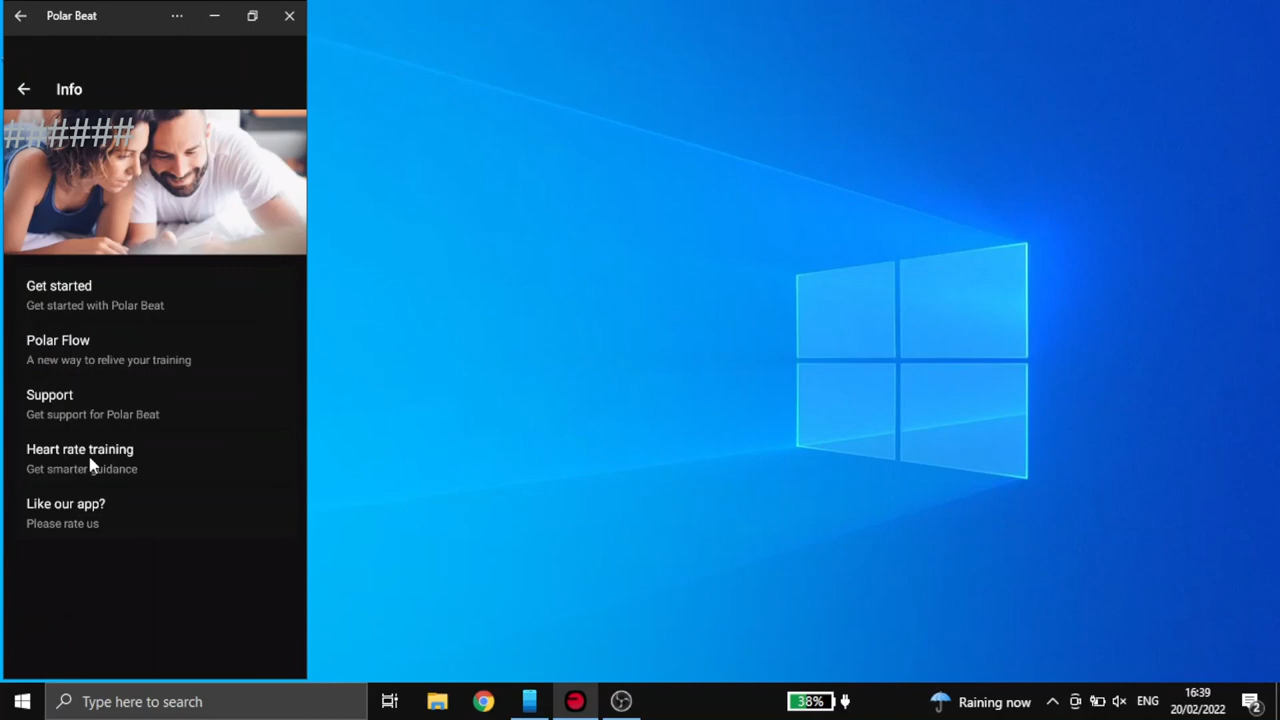 Polar Beat
Info
######
Get started
Get started with Polar Beat
Polar Flow
A new way to relive your training
Support
Get support for Polar Beat
Heart rate training
Get smarter guidance
Like our app?
Please rate us
Type here to search
38%
Raining now
ENG
16:39
20/02/2022
2